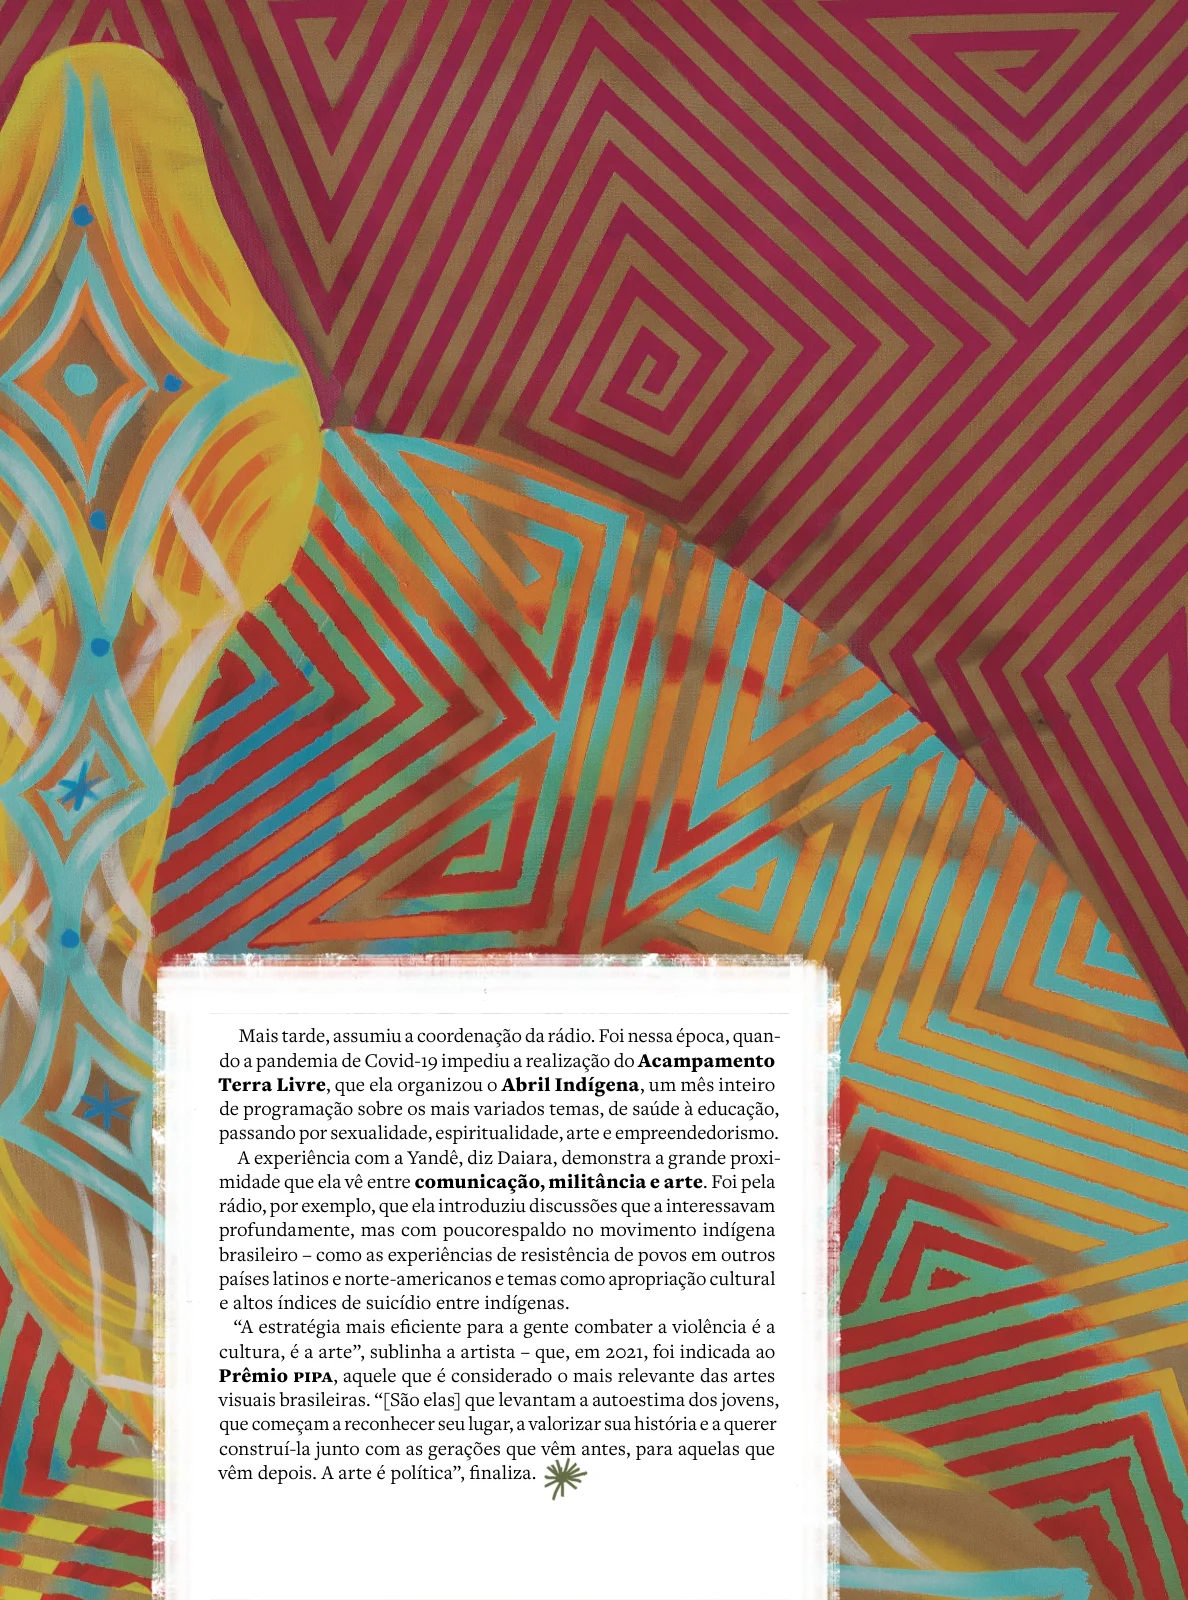 Mais tarde, assumiu a coordenação da rádio. Foi nessa época, quan-
do a pandemia de Covid-19 impediu a realização do Acampamento
Terra Livre, que ela organizou o Abril Indígena, um mês inteiro
de programação sobre os mais variados temas, de saúde à educação,
passando por sexualidade, espiritualidade, arte e empreendedorismo.
A experiência com a Yandê, diz Daiara, demonstra a grande proxi-
midade que ela vê entre comunicação, militância e arte. Foi pela
rádio, por exemplo, que ela introduziu discussões que a interessavam
profundamente, mas com poucorespaldo no movimento indígena
brasileiro – como as experiências de resistência de povos em outros
países latinos e norte-americanos e temas como apropriação cultural
e altos índices de suicídio entre indígenas.
“A estratégia mais eficiente para a gente combater a violência é a
cultura, é a arte”, sublinha a artista – que, em 2021, foi indicada ao
Prêmio PIPA, aquele que é considerado o mais relevante das artes
visuais brasileiras. “[São elas] que levantam a autoestima dos jovens,
que começam a reconhecer seu lugar, a valorizar sua história e a querer
construí-la junto com as gerações que vêm antes, para aquelas que
vêm depois. A arte é política”, finaliza.